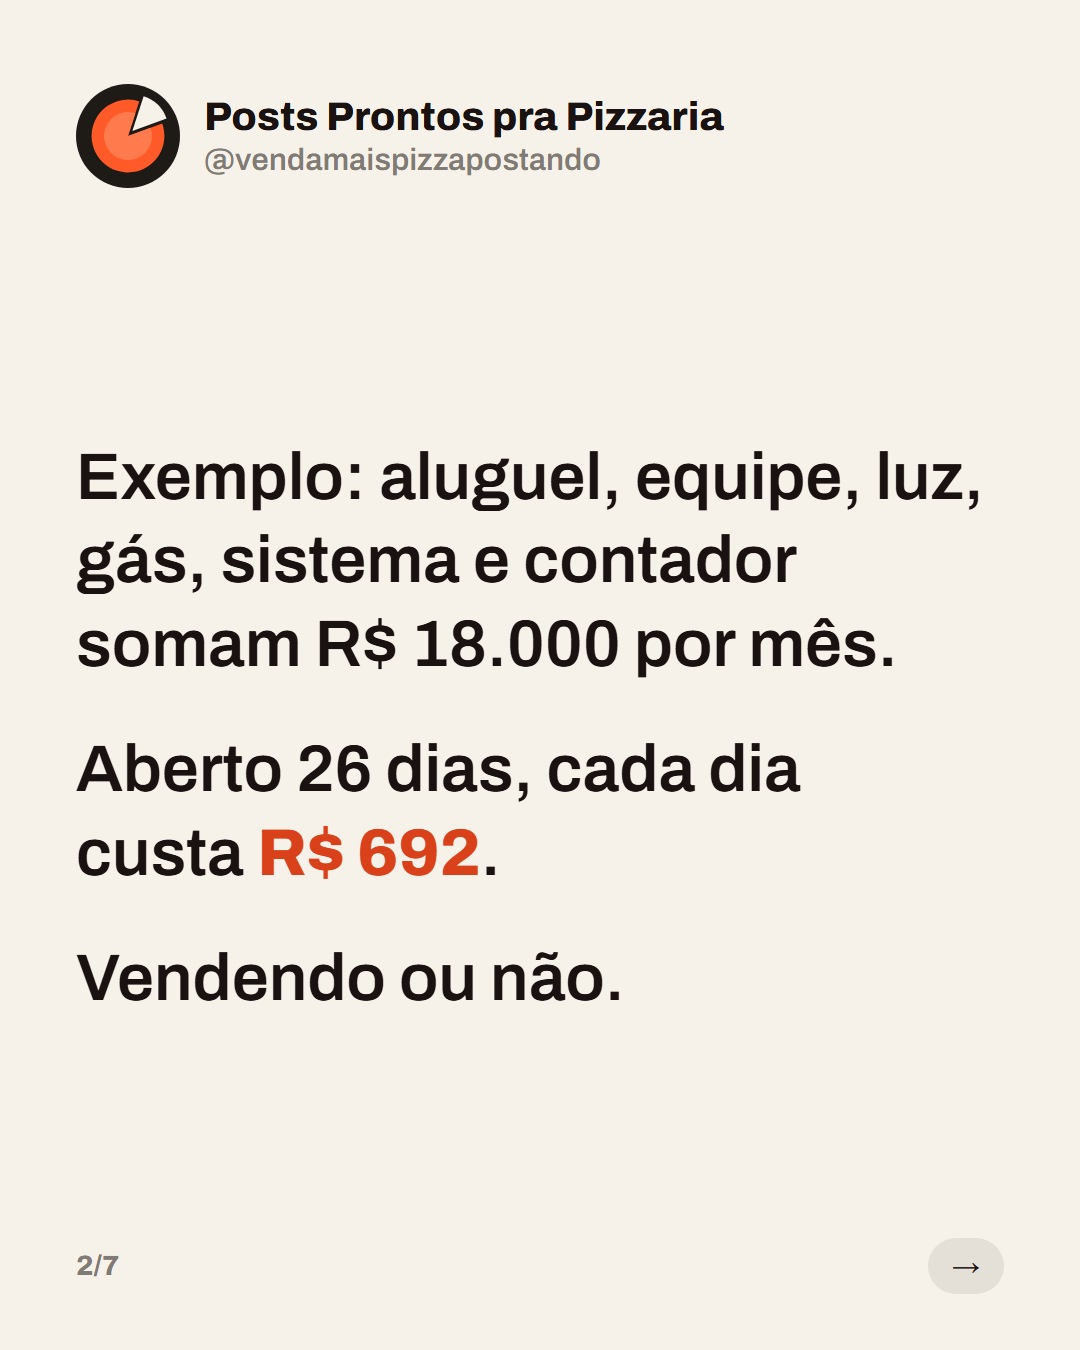 Posts Prontos pra Pizzaria
@vendamaispizzapostando
Exemplo: aluguel, equipe, luz,
gás, sistema e contador
somam R$ 18.000 por mês.
Aberto 26 dias, cada dia
custa R$ 692.
Vendendo ou não.
2/7
→